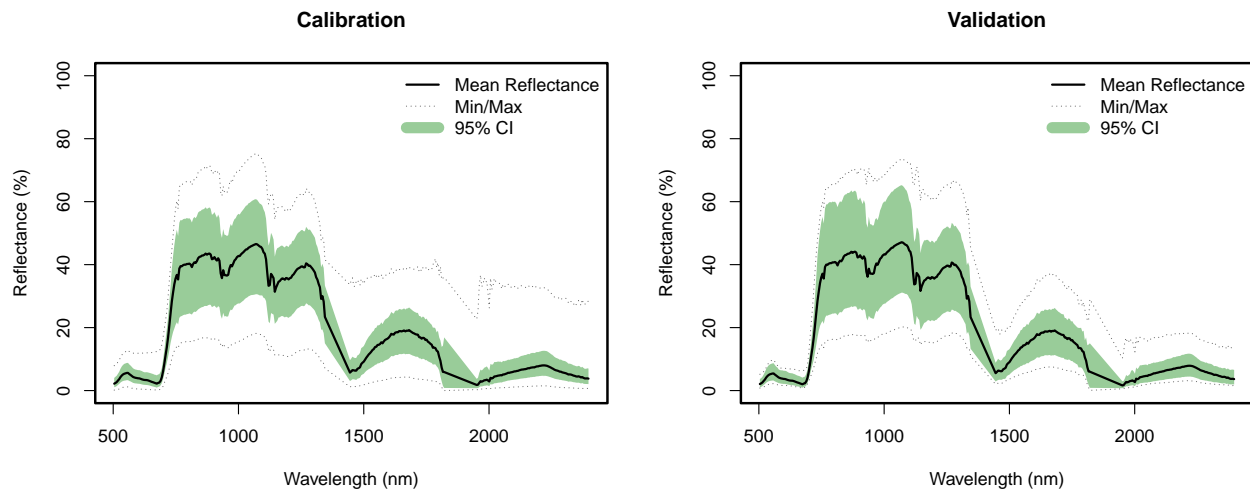 Calibration
Mean Reflectance
Min/Max
95% CI
Reflectance (%)
100
80
60
40
20
0
500 1000 1500 2000
Wavelength (nm)
Validation
Mean Reflectance
Min/Max
95% CI
Reflectance (%)
100
80
60
40
20
0
500 1000 1500 2000
Wavelength (nm)